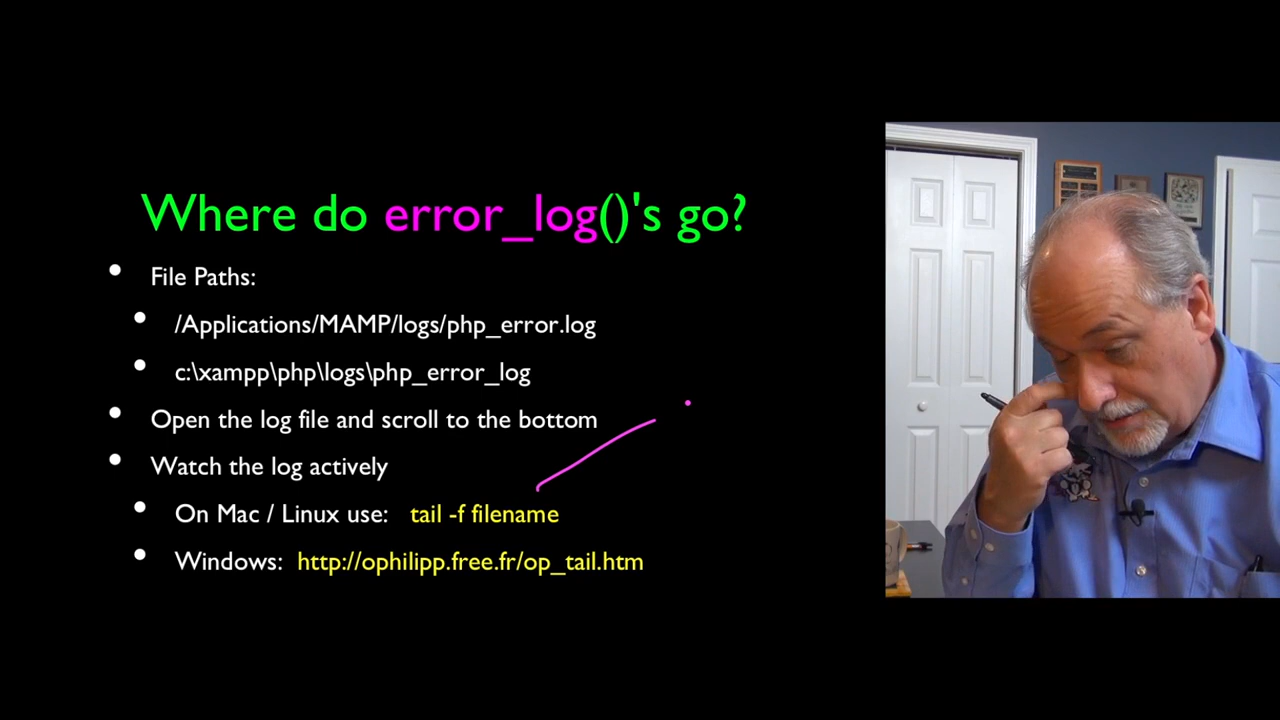 Where do error_log()'s go?
• File Paths:
• /Applications/MAMP/logs/php_error.log
• c:\xampp\php\logs\php_error_log
• Open the log file and scroll to the bottom
• Watch the log actively
• On Mac / Linux use: tail -f filename
• Windows: http://ophilipp.free.fr/op_tail.htm